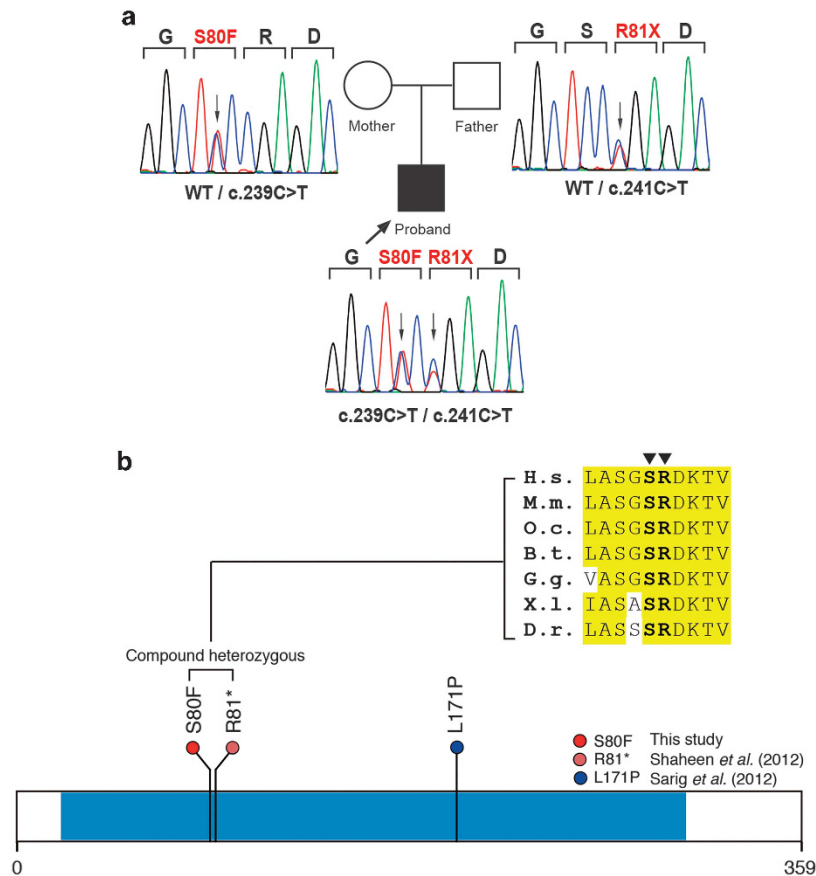 a
G S80F R D
WT / c.239C>T
Mother
Father
G S R81X D
WT / c.241C>T
Proband
G S80F R81X D
c.239C>T / c.241C>T
b
H.s. LASGSRDKTV
M.m. LASGSRDKTV
O.c. LASGSRDKTV
B.t. LASGSRDKTV
G.g. VASGSRDKTV
X.l. IASASRDKTV
D.r. LASSSRDKTV
Compound heterozygous
S80F
R81*
L171P
S80F This study
R81* Shaheen et al. (2012)
L171P Sarig et al. (2012)
0
359